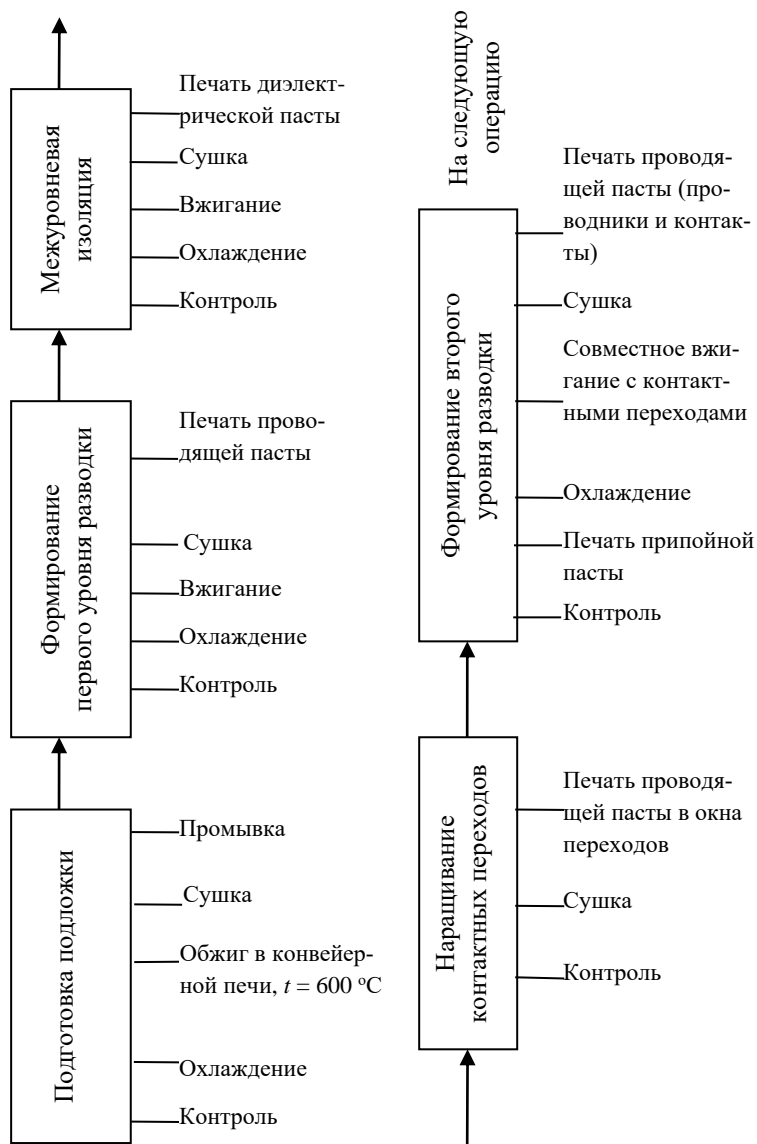 Межуровневая
изоляция
Печать диэлект-
рической пасты
Сушка
Вжигание
Охлаждение
Контроль
Формирование
первого уровня разводки
Печать прово-
дящей пасты
Сушка
Вжигание
Охлаждение
Контроль
Подготовка подложки
Промывка
Сушка
Обжиг в конвейер-
ной печи, t = 600 ºС
Охлаждение
Контроль
На следующую
операцию
Формирование второго
уровня разводки
Печать проводя-
щей пасты (про-
водники и контак-
ты)
Сушка
Совместное вжи-
гание с контакт-
ными переходами
Охлаждение
Печать припойной
пасты
Контроль
Наращивание
контактных переходов
Печать проводя-
щей пасты в окна
переходов
Сушка
Контроль